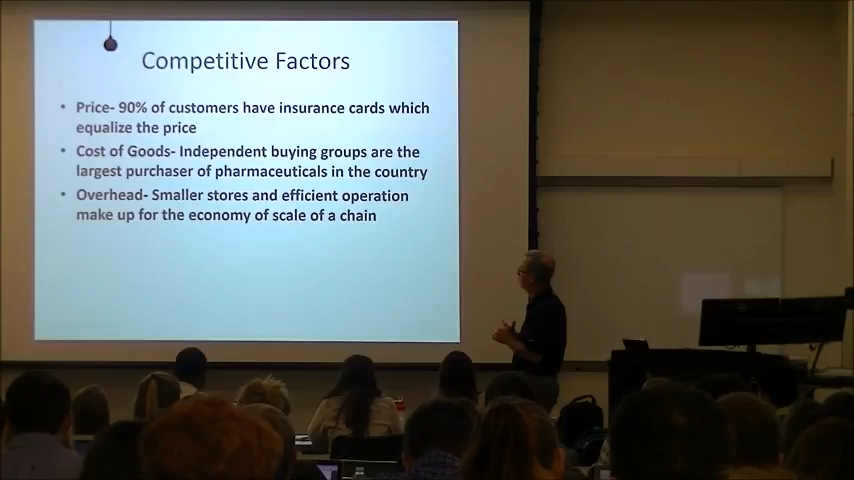 Competitive Factors
• Price- 90% of customers have insurance cards which
equalize the price
• Cost of Goods- Independent buying groups are the
largest purchaser of pharmaceuticals in the country
• Overhead- Smaller stores and efficient operation
make up for the economy of scale of a chain